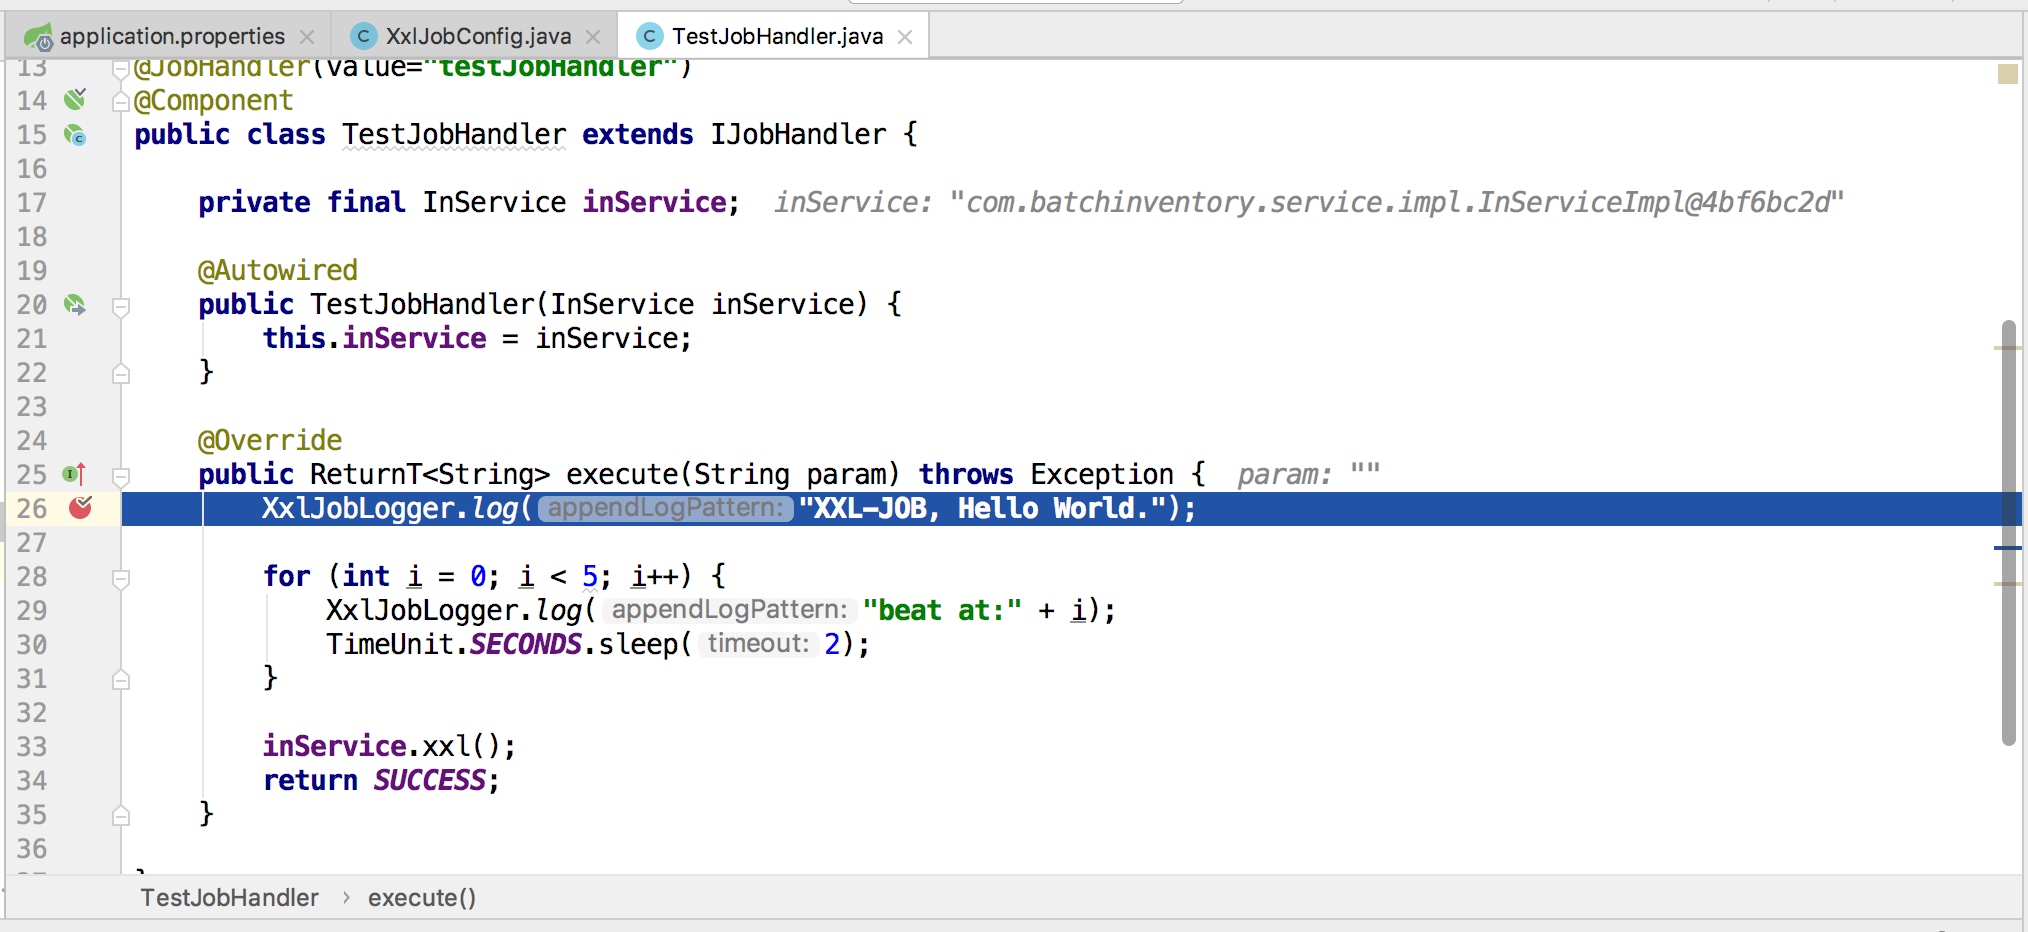 application.properties XxlJobConfig.java TestJobHandler.java
13 @JobHandler(value="testJobHandler")
14 @Component
15 public class TestJobHandler extends IJobHandler {
16
17 private final InService inService; inService: "com.batchinventory.service.impl.InServiceImpl@4bf6bc2d"
18
19 @Autowired
20 public TestJobHandler(InService inService) {
21 this.inService = inService;
22 }
23
24 @Override
25 public ReturnT<String> execute(String param) throws Exception { param: ""
26 XxlJobLogger.log( appendLogPattern: "XXL-JOB, Hello World.");
27
28 for (int i = 0; i < 5; i++) {
29 XxlJobLogger.log( appendLogPattern: "beat at:" + i);
30 TimeUnit.SECONDS.sleep( timeout: 2);
31 }
32
33 inService.xxl();
34 return SUCCESS;
35 }
36
TestJobHandler › execute()